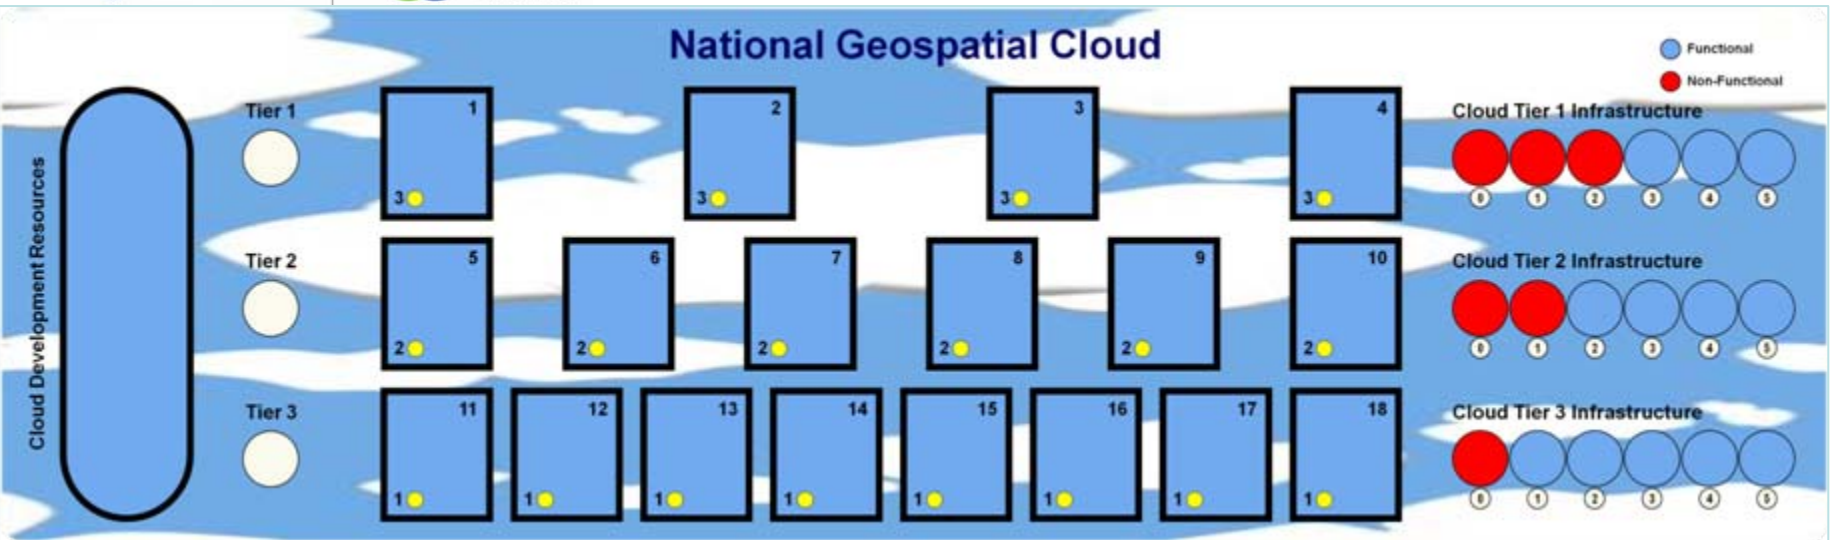 National Geospatial Cloud
Functional
Non-Functional
Cloud Development Resources
Tier 1
1
3
2
3
3
3
4
3
Cloud Tier 1 Infrastructure
0 1 2 3 4 5
Tier 2
5
2
6
2
7
2
8
2
9
2
10
2
Cloud Tier 2 Infrastructure
0 1 2 3 4 5
Tier 3
11
1
12
1
13
1
14
1
15
1
16
1
17
1
18
1
Cloud Tier 3 Infrastructure
0 1 2 3 4 5